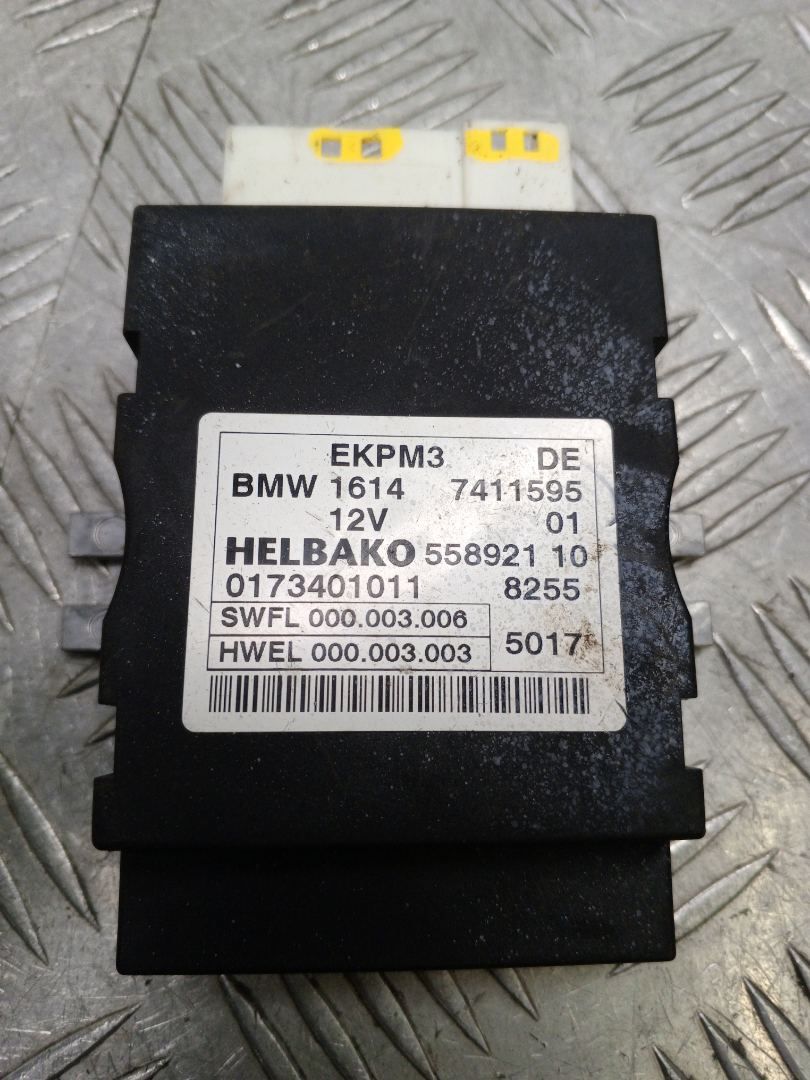 EKPM3 DE
BMW 1614 7411595
12V 01
HELBAKO 558921 10
0173401011 8255
SWFL 000.003.006
HWEL 000.003.003 5017